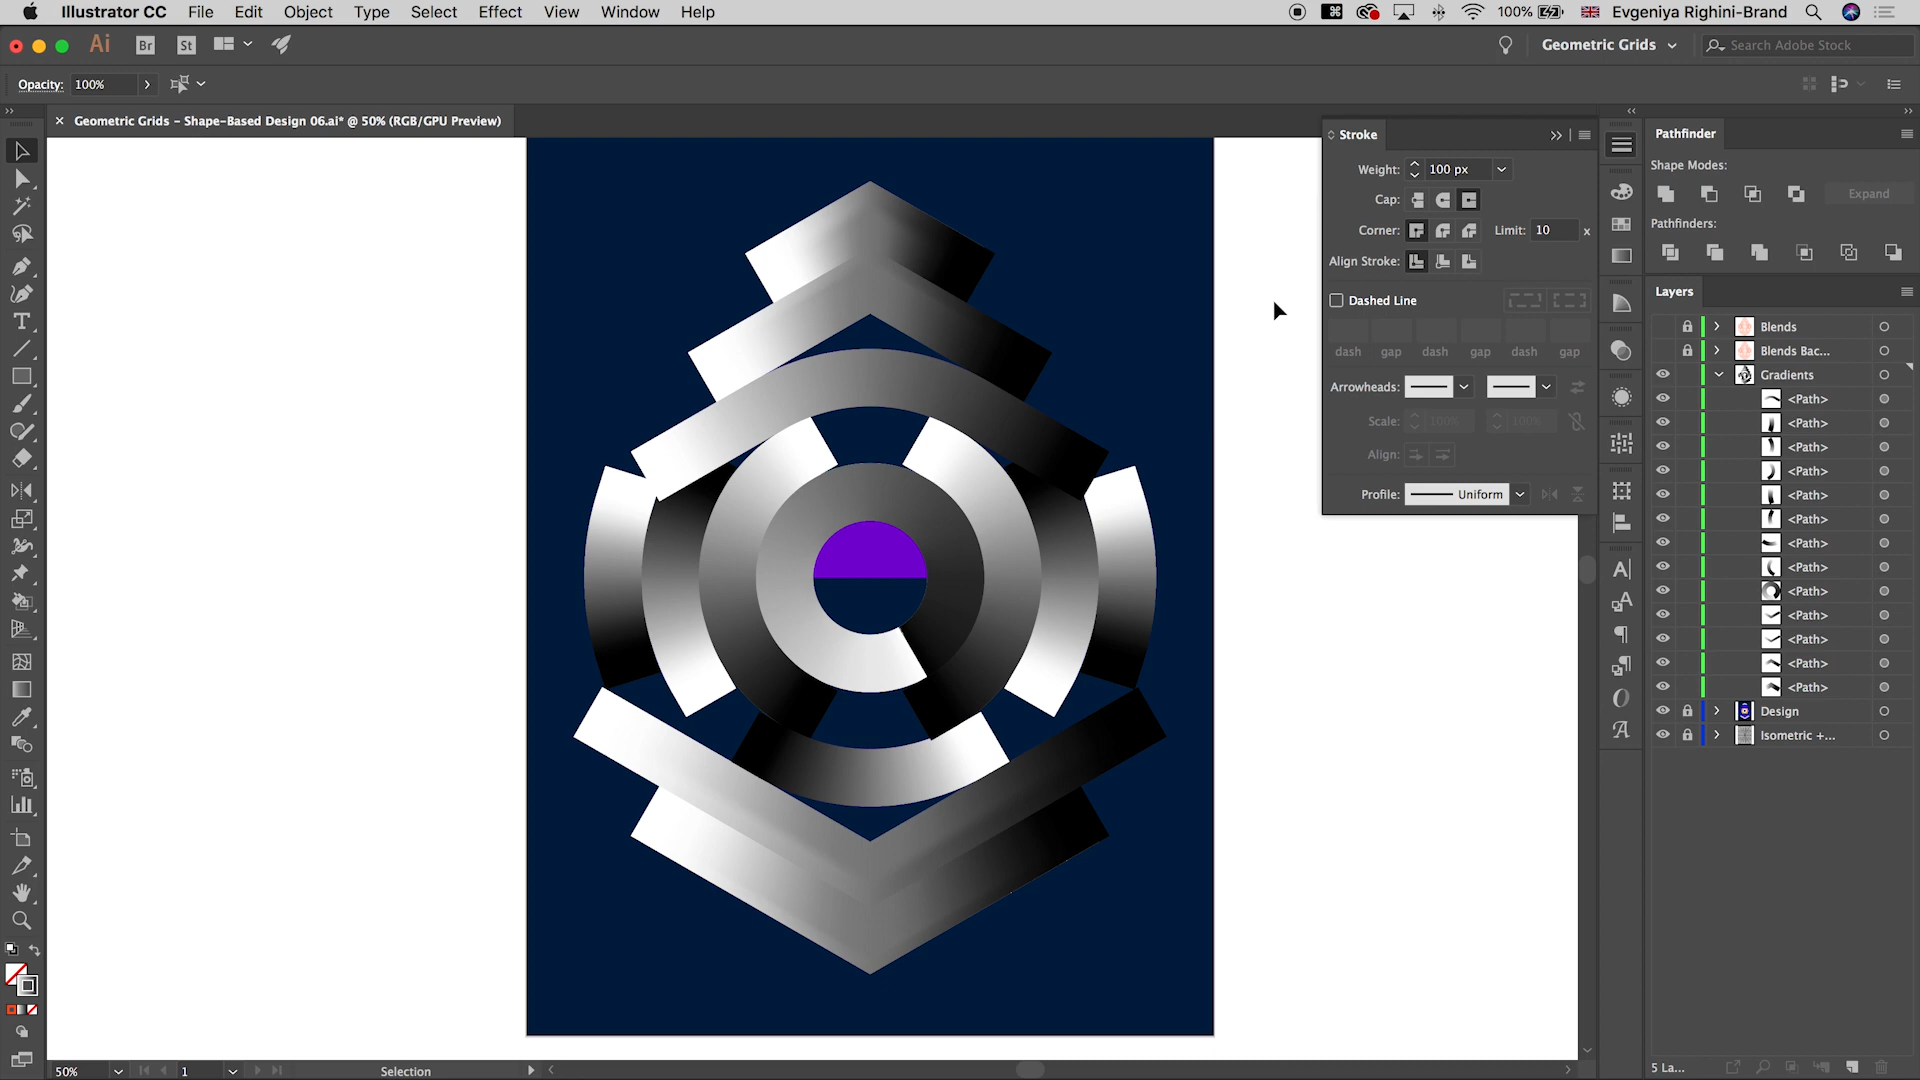 Illustrator CC File Edit Object Type Select Effect View Window Help 100% Evgeniya Righini-Brand
Ai Br St Geometric Grids Search Adobe Stock
Opacity: 100%
× Geometric Grids – Shape-Based Design 06.ai* @ 50% (RGB/GPU Preview)
Stroke
Weight: 100 px
Cap:
Corner: Limit: 10 x
Align Stroke:
Dashed Line
dash gap dash gap dash gap
Arrowheads:
Scale: 100% 100%
Align:
Profile: Uniform
Pathfinder
Shape Modes:
Expand
Pathfinders:
Layers
Blends
Blends Bac...
Gradients
<Path>
<Path>
<Path>
<Path>
<Path>
<Path>
<Path>
<Path>
<Path>
<Path>
<Path>
<Path>
<Path>
Design
Isometric +...
5 La...
50% 1 Selection